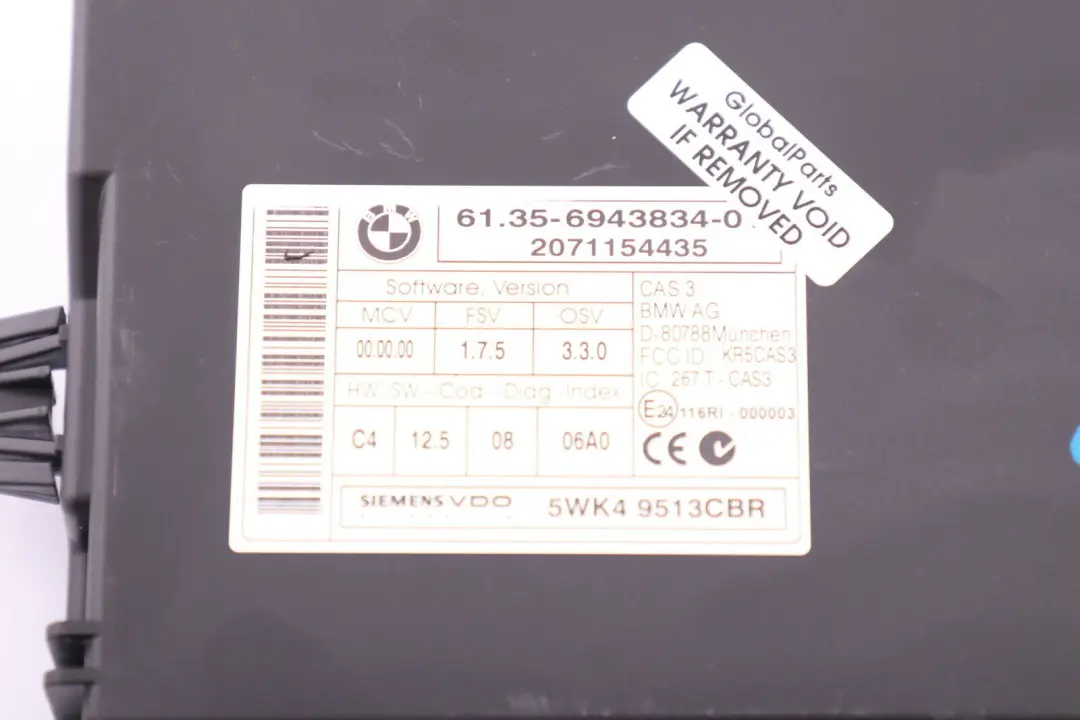 GlobalParts
WARRANTY VOID
IF REMOVED
BMW
61.35-6943834-0
2071154435
Software, Version
MCV FSV OSV
00.00.00 1.7.5 3.3.0
HW-SW-Cod-Diag-Index
C4 12.5 08 06A0
CAS 3
BMW AG
D-80788Munchen
FCC ID KR5CAS3
IC 267 T-CAS3
E24 116RI-000003
CE
SIEMENS VDO 5WK4 9513CBR